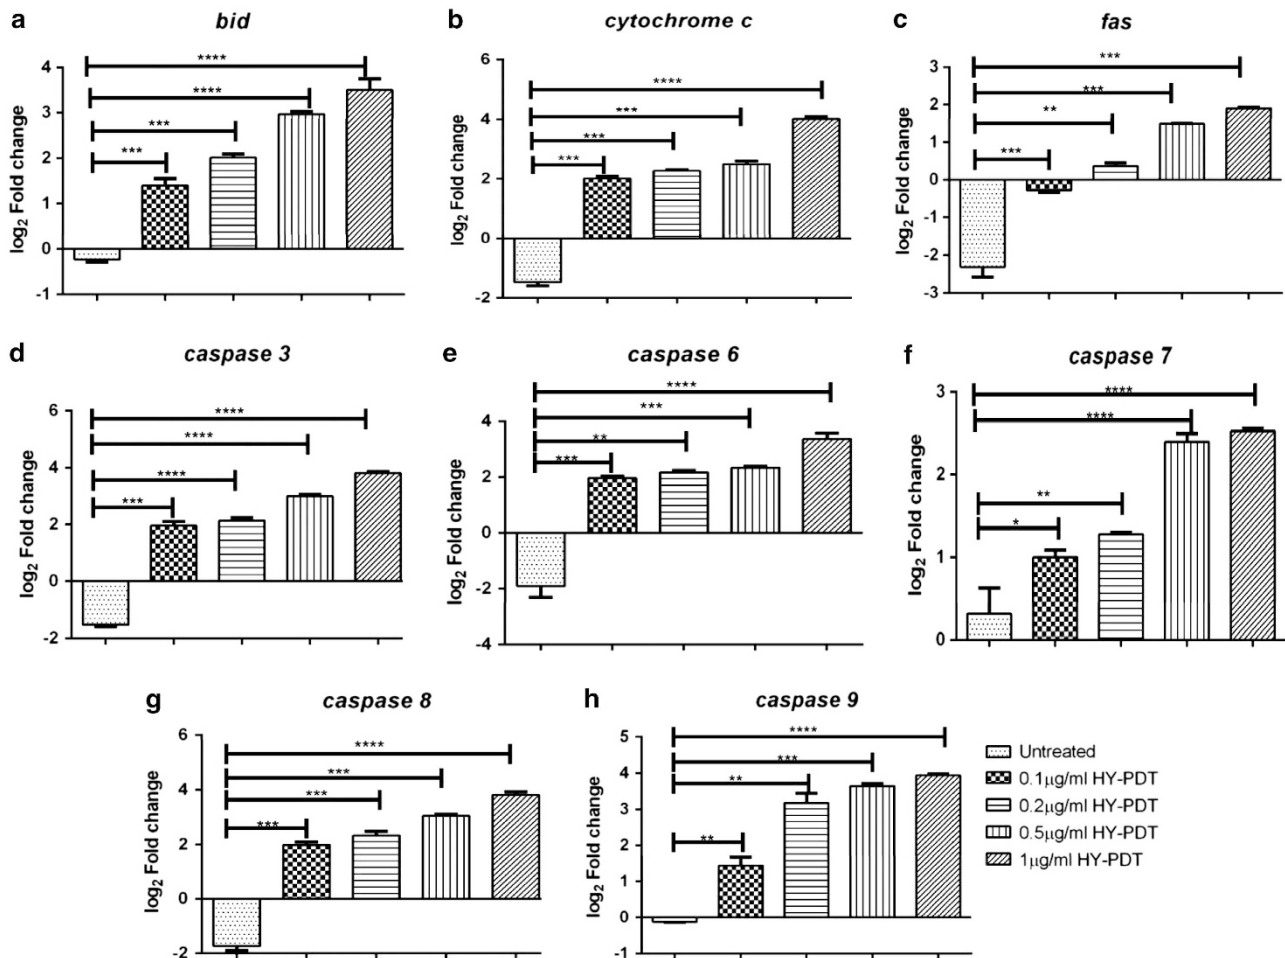 a
bid
log2 Fold change
4
3
2
1
0
-1
****
****
***
***
b
cytochrome c
log2 Fold change
6
4
2
0
-2
****
***
***
***
c
fas
log2 Fold change
3
2
1
0
-1
-2
-3
***
***
**
***
d
caspase 3
log2 Fold change
6
4
2
0
-2
****
****
****
***
e
caspase 6
log2 Fold change
4
2
0
-2
-4
****
***
**
***
f
caspase 7
log2 Fold change
3
2
1
0
****
****
**
*
g
caspase 8
log2 Fold change
6
4
2
0
-2
****
***
***
***
h
caspase 9
log2 Fold change
5
4
3
2
1
0
-1
****
***
**
**
Untreated
0.1µg/ml HY-PDT
0.2µg/ml HY-PDT
0.5µg/ml HY-PDT
1µg/ml HY-PDT